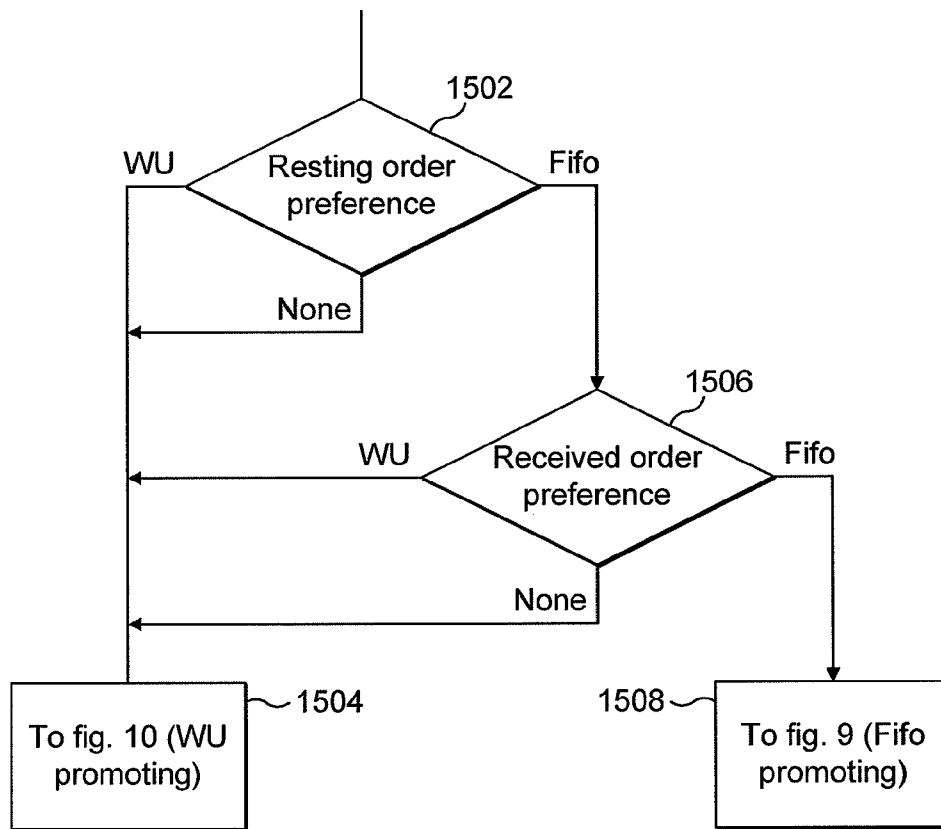 1502
WU
Resting order
preference
Fifo
None
1506
WU
Received order
preference
Fifo
None
1504
To fig. 10 (WU
promoting)
1508
To fig. 9 (Fifo
promoting)